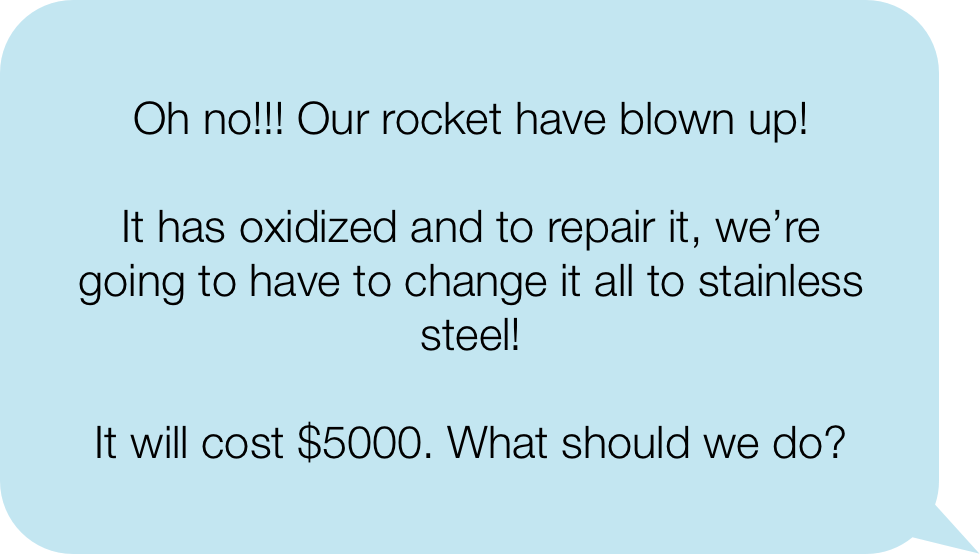 Oh no!!! Our rocket have blown up!
It has oxidized and to repair it, we’re
going to have to change it all to stainless
steel!
It will cost $5000. What should we do?